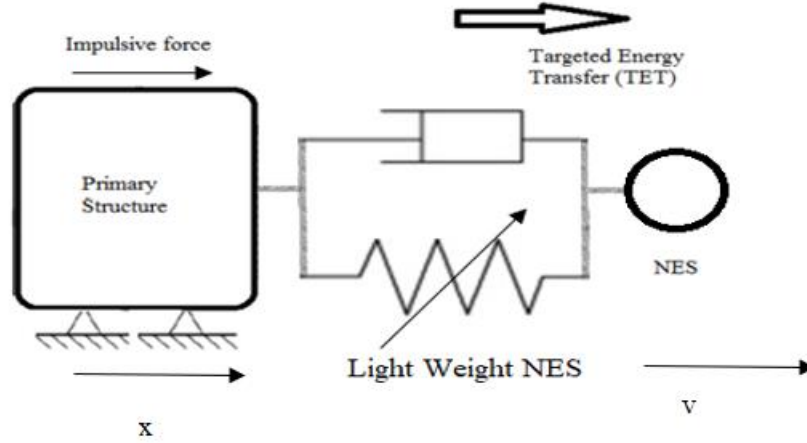 Impulsive force
Targeted Energy
Transfer (TET)
Primary
Structure
NES
Light Weight NES
x
v